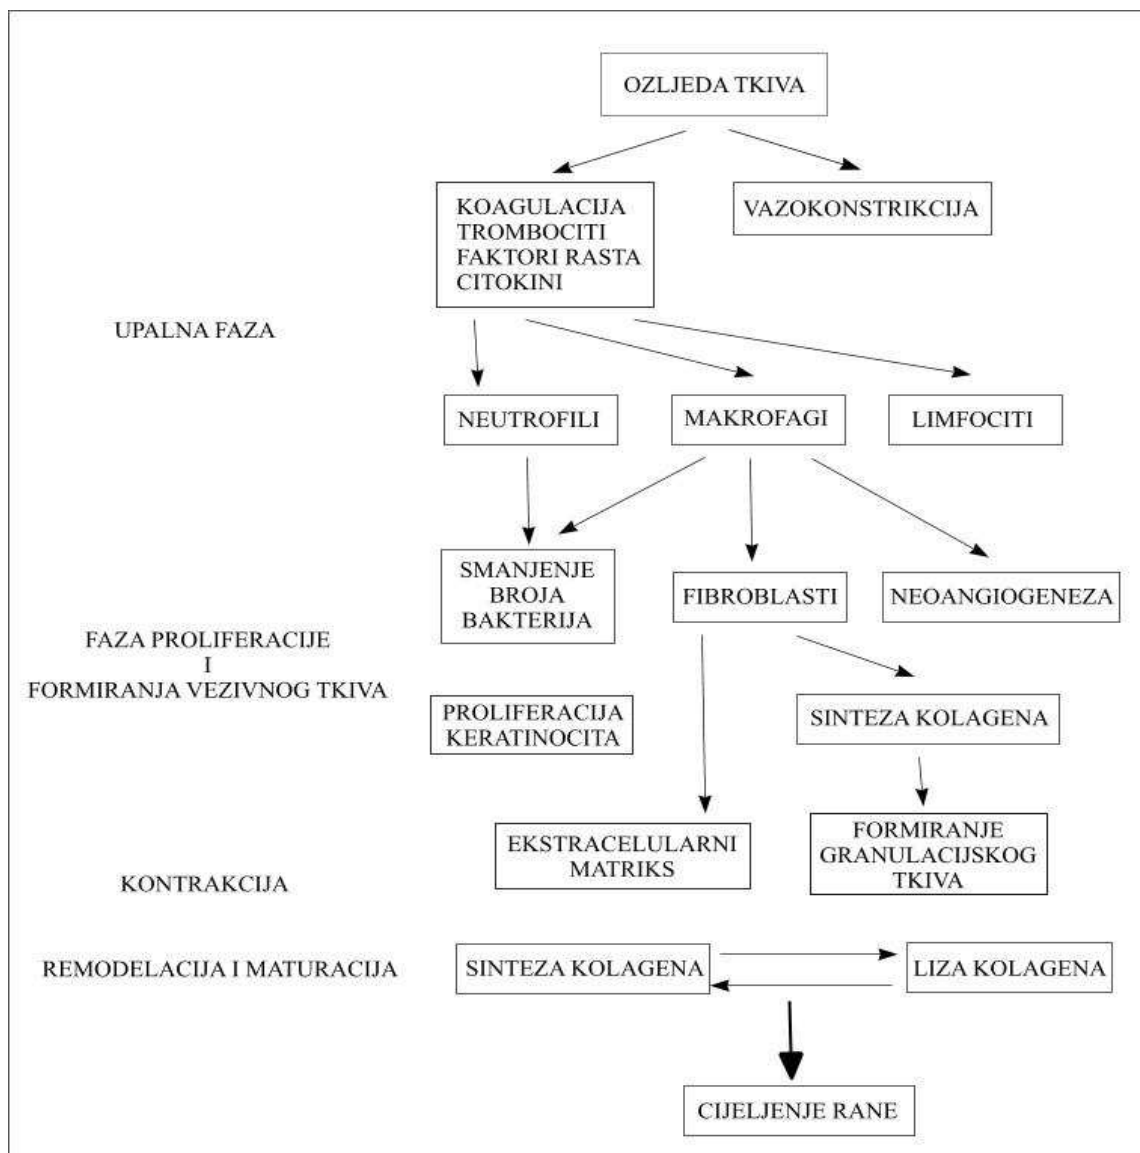 OZLJEDA TKIVA
KOAGULACIJA
TROMBOCITI
FAKTORI RASTA
CITOKINI
VAZOKONSTRIKCIJA
UPALNA FAZA
NEUTROFILI
MAKROFAGI
LIMFOCITI
SMANJENJE
BROJA
BAKTERIJA
FIBROBLASTI
NEOANGIOGENEZA
FAZA PROLIFERACIJE
I
FORMIRANJA VEZIVNOG TKIVA
PROLIFERACIJA
KERATINOCITA
SINTEZA KOLAGENA
EKSTRACELULARNI
MATRIKS
FORMIRANJE
GRANULACIJSKOG
TKIVA
KONTRAKCIJA
REMODELACIJA I MATURACIJA
SINTEZA KOLAGENA
LIZA KOLAGENA
CIJELJENJE RANE